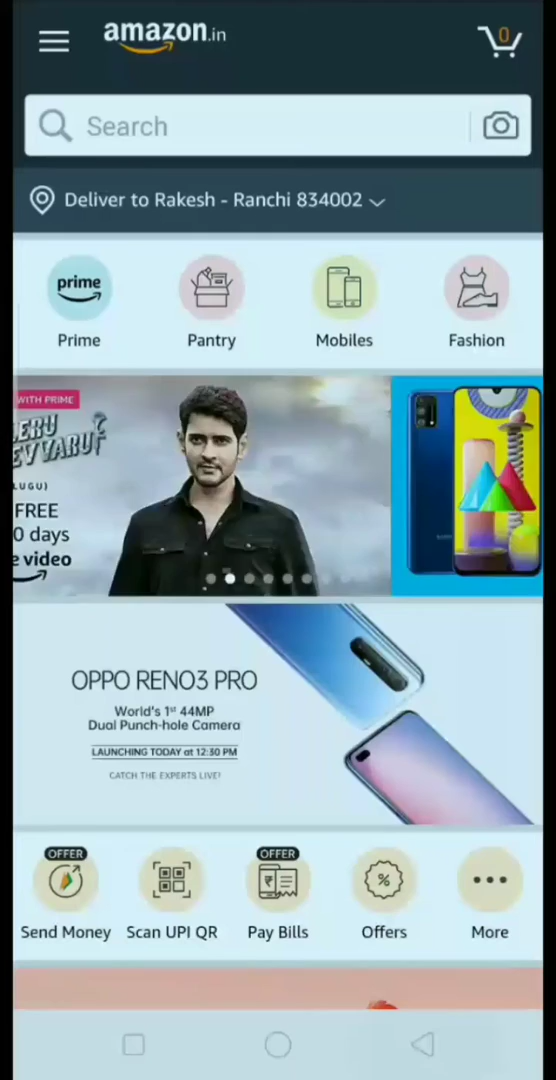 amazon.in
0
Search
Deliver to Rakesh - Ranchi 834002
prime
Prime
Pantry
Mobiles
Fashion
WITH PRIME
FREE
video
OPPO RENO3 PRO
World's 1st 44MP
Dual Punch-hole Camera
LAUNCHING TODAY at 12:30 PM
CATCH THE EXPERTS LIVE!
OFFER
OFFER
Send Money
Scan UPI QR
Pay Bills
Offers
More